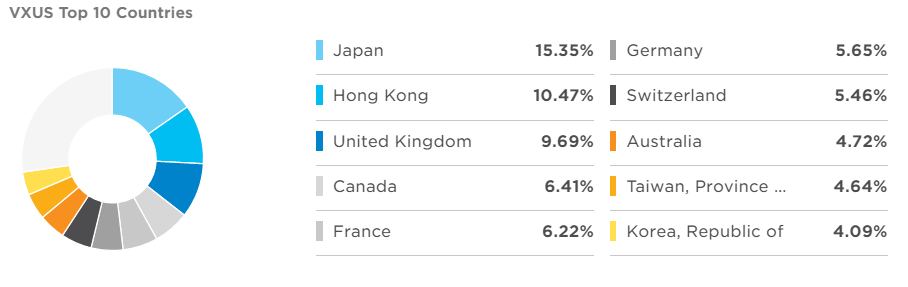 VXUS Top 10 Countries
Japan 15.35%
Hong Kong 10.47%
United Kingdom 9.69%
Canada 6.41%
France 6.22%
Germany 5.65%
Switzerland 5.46%
Australia 4.72%
Taiwan, Province ... 4.64%
Korea, Republic of 4.09%